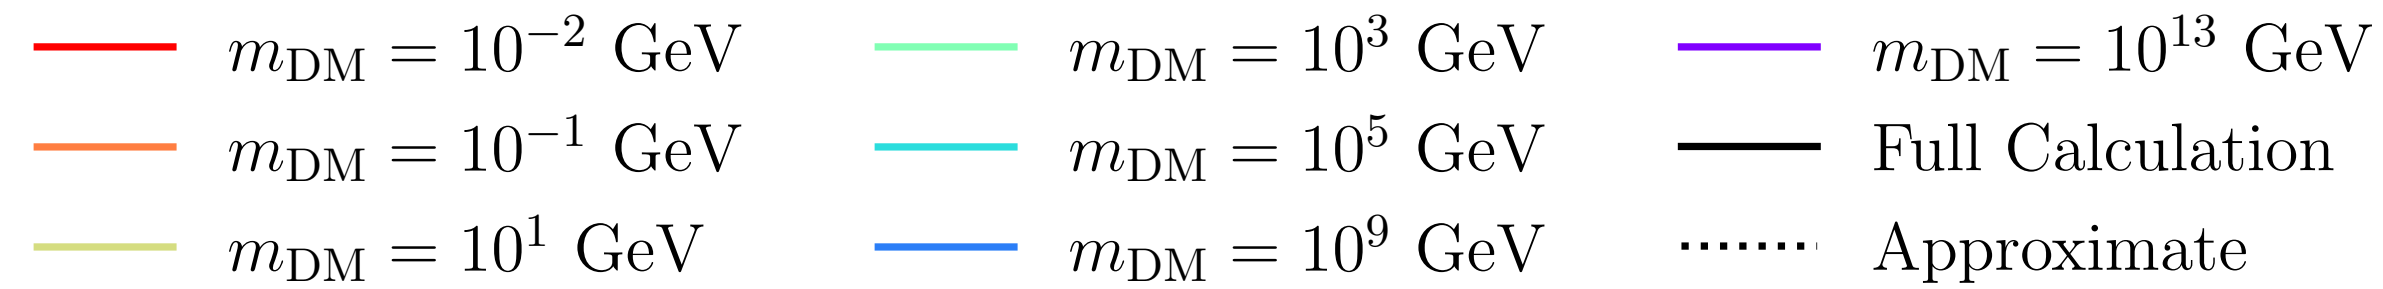 m_DM = 10^−2 GeV
m_DM = 10^−1 GeV
m_DM = 10^1 GeV
m_DM = 10^3 GeV
m_DM = 10^5 GeV
m_DM = 10^9 GeV
m_DM = 10^13 GeV
Full Calculation
Approximate